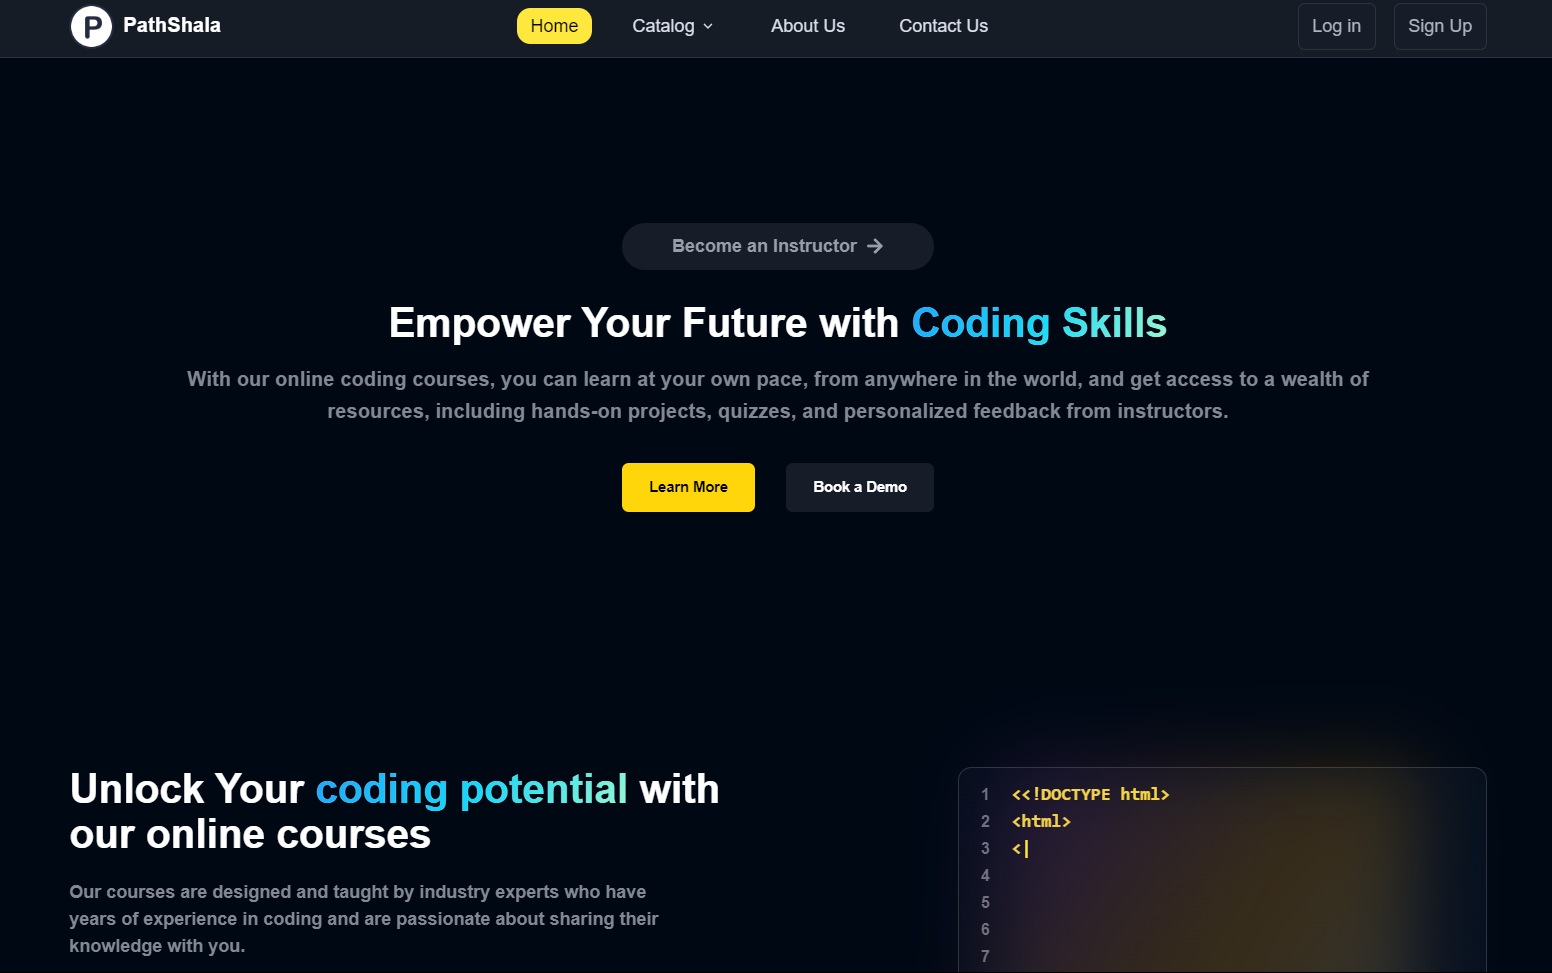 P PathShala
Home Catalog About Us Contact Us
Log in Sign Up
Become an Instructor
Empower Your Future with Coding Skills
With our online coding courses, you can learn at your own pace, from anywhere in the world, and get access to a wealth of
resources, including hands-on projects, quizzes, and personalized feedback from instructors.
Learn More Book a Demo
Unlock Your coding potential with
our online courses
Our courses are designed and taught by industry experts who have
years of experience in coding and are passionate about sharing their
knowledge with you.
1 <<!DOCTYPE html>
2 <html>
3 <|
4
5
6
7